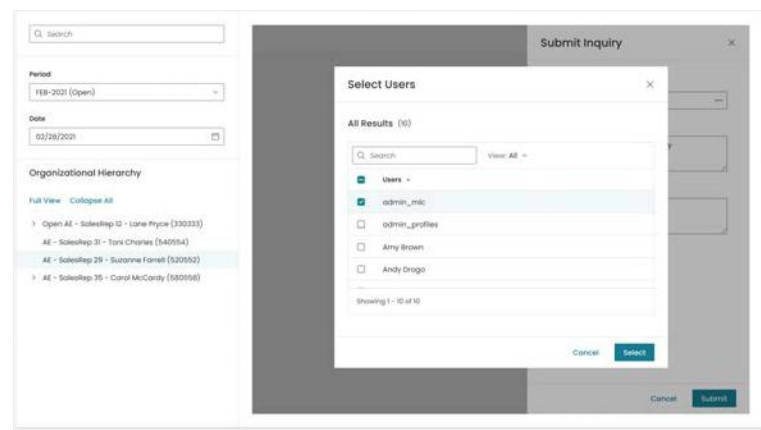 Search
Period
FEB-2021 (Open)
Date
02/28/2021
Organizational Hierarchy
Full View Collapse All
Open AE - SalesRep 12 - Lane Pryce (330333)
AE - SalesRep 31 - Toni Charles (540554)
AE - SalesRep 29 - Suzanne Farrell (520552)
AE - SalesRep 35 - Carol McCardy (580558)
Submit Inquiry
Select Users
All Results (10)
Search View: All
Users
admin_mlc
admin_profiles
Amy Brown
Andy Drogo
Showing 1 - 10 of 10
Cancel Select
Cancel Submit